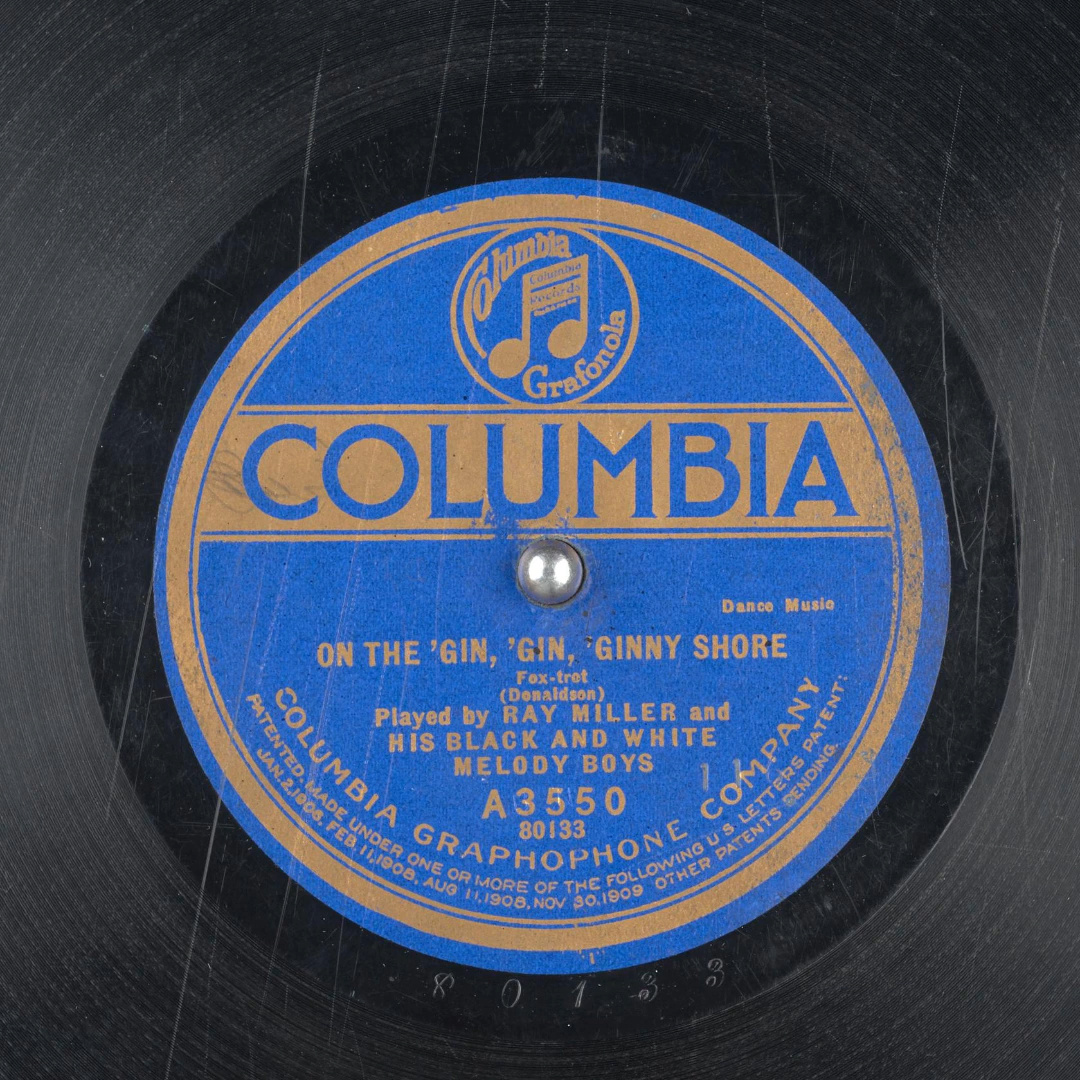 Columbia
Columbia
Records
Grafonola
COLUMBIA
Dance Music
ON THE 'GIN, 'GIN, 'GINNY SHORE
Fox-trot
(Donaldson)
Played by RAY MILLER and
HIS BLACK AND WHITE
MELODY BOYS
A3550
80133
COLUMBIA GRAPHOPHONE COMPANY
PATENTED. MADE UNDER ONE OR MORE OF THE FOLLOWING U.S. LETTERS PATENT:
JAN.2,1906, FEB.11,1908, AUG 11,1908, NOV 30,1909 OTHER PATENTS PENDING.
80133